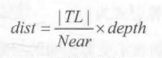 dist = |TL| / Near × depth